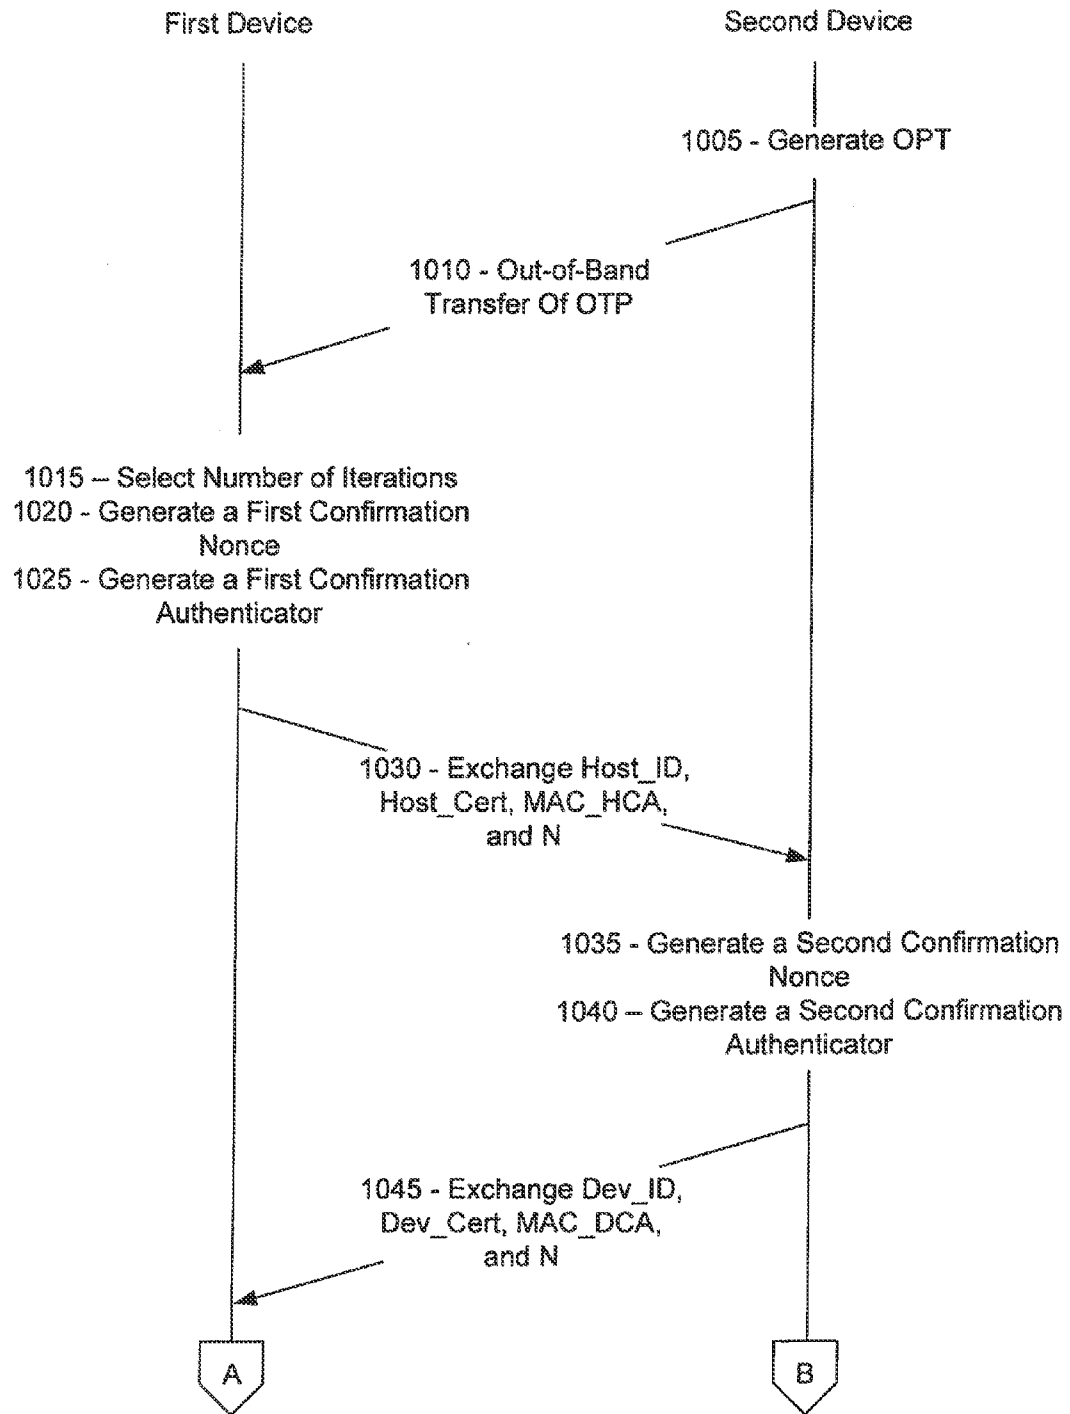 First Device
Second Device
1005 - Generate OPT
1010 - Out-of-Band
Transfer Of OTP
1015 – Select Number of Iterations
1020 - Generate a First Confirmation
Nonce
1025 - Generate a First Confirmation
Authenticator
1030 - Exchange Host_ID,
Host_Cert, MAC_HCA,
and N
1035 - Generate a Second Confirmation
Nonce
1040 – Generate a Second Confirmation
Authenticator
1045 - Exchange Dev_ID,
Dev_Cert, MAC_DCA,
and N
A
B